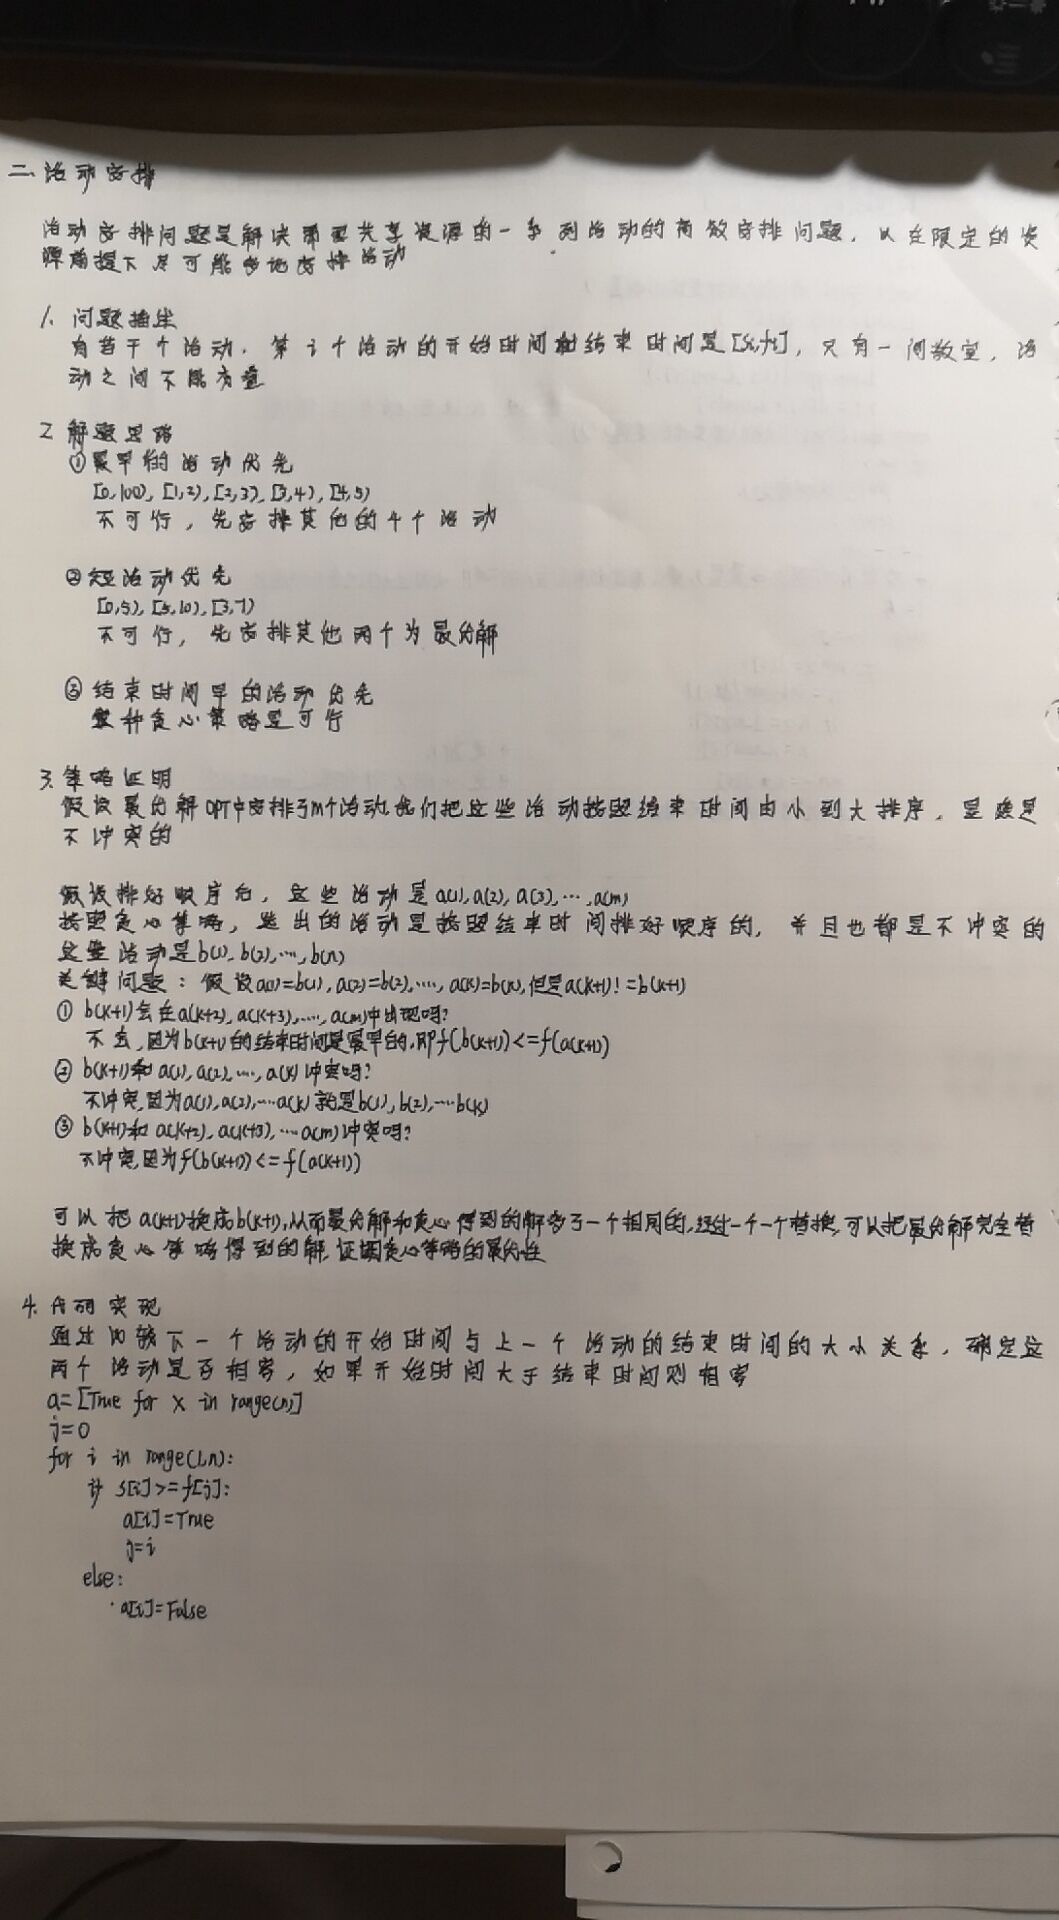 二、活动安排
活动安排问题是解决需要共享资源的一系列活动的高效安排问题，以在限定的资
源前提下尽可能多地安排活动
1. 问题描述
有若干个活动，第i个活动的开始时间和结束时间是[si,fi]，只有一间教室，活
动之间不能交叠
2. 解题思路
①最早的活动优先
[0,100), [1,2), [2,3), [3,4), [4,5)
不可行，先安排其他的4个活动
②短活动优先
[0,5), [5,10), [3,7)
不可行，先安排其他两个为最优解
③结束时间早的活动优先
这种贪心策略是可行
3. 策略证明
假设最优解OPT中安排了m个活动,我们把这些活动按照结束时间由小到大排序，显然是
不冲突的
假设排好顺序后，这些活动是a(1), a(2), a(3), …, a(m)
按照贪心策略，选出的活动是按照结束时间排好顺序的，并且也都是不冲突的
这些活动是b(1), b(2), …, b(n)
关键问题：假设a(1)=b(1), a(2)=b(2), …, a(k)=b(k),但是a(k+1)!=b(k+1)
① b(k+1)会在a(k+2), a(k+3), …, a(m)中出现吗?
不会,因为b(k+1)的结束时间是最早的,即f(b(k+1))<=f(a(k+1))
② b(k+1)和a(1), a(2), …, a(k)冲突吗?
不冲突,因为a(1), a(2), …a(k)就是b(1), b(2), …b(k)
③ b(k+1)和a(k+2), a(k+3), …a(m)冲突吗?
不冲突,因为f(b(k+1))<=f(a(k+1))
可以把a(k+1)换成b(k+1),从而最优解和贪心得到的解多了一个相同的,经过一个一个替换,可以把最优解完全替
换成贪心策略得到的解,证明贪心策略的最优性
4. 代码实现
通过比较下一个活动的开始时间与上一个活动的结束时间的大小关系，确定这
两个活动是否相容，如果开始时间大于结束时间则相容
a=[True for x in range(n)]
j=0
for i in range(1,n):
if s[i]>=f[j]:
a[i]=True
j=i
else:
a[i]=False